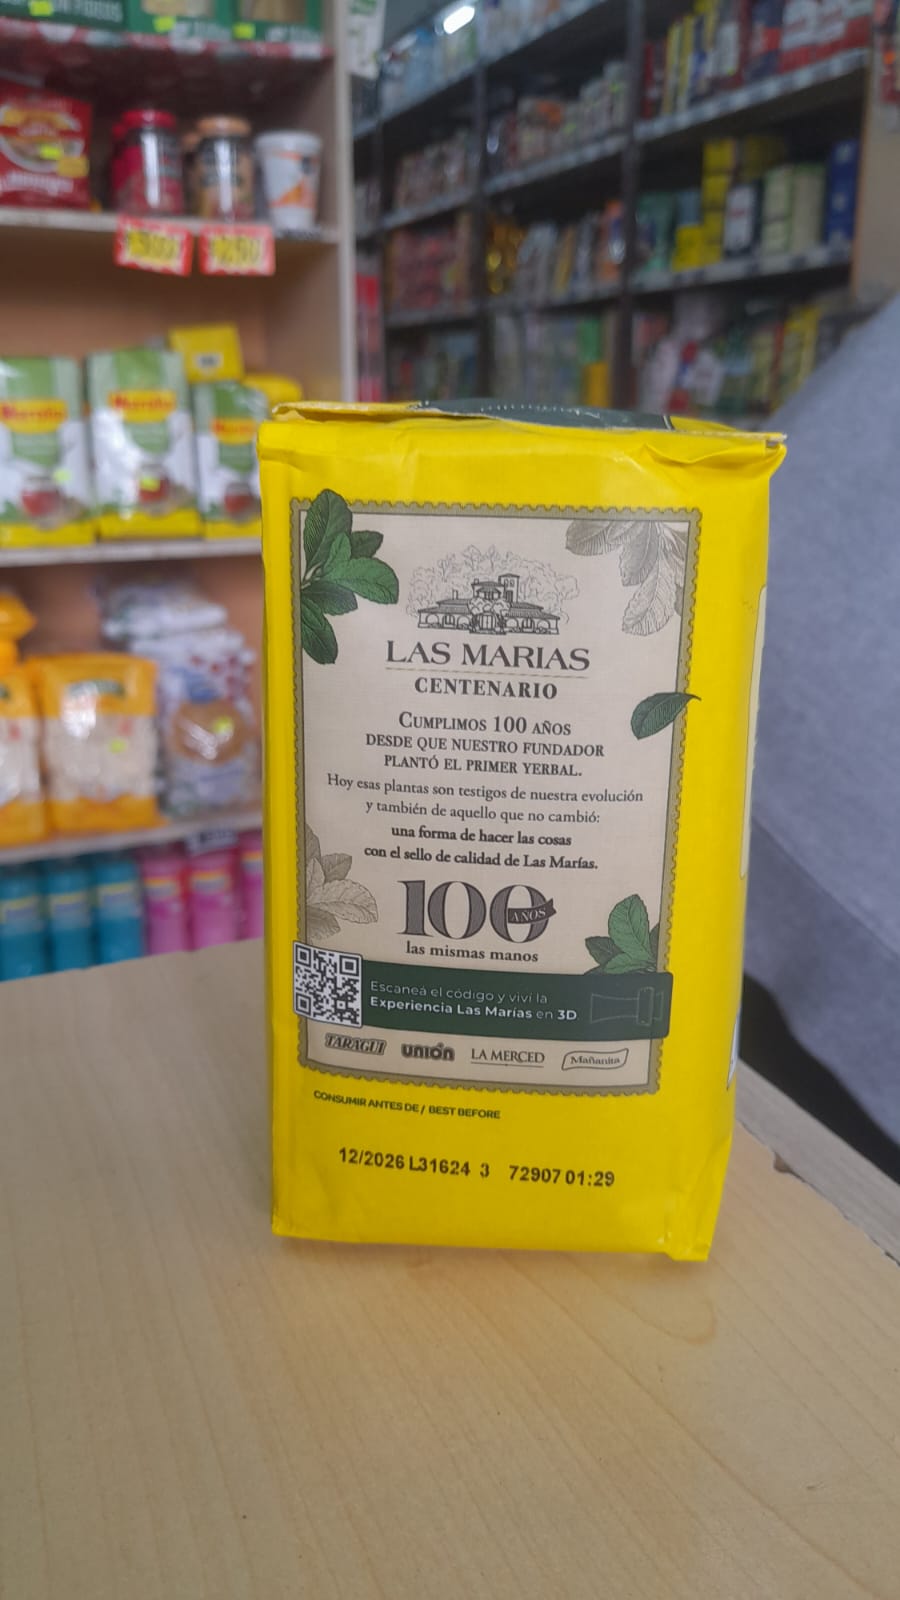 LAS MARIAS
CENTENARIO
CUMPLIMOS 100 AÑOS
DESDE QUE NUESTRO FUNDADOR
PLANTÓ EL PRIMER YERBAL.
Hoy esas plantas son testigos de nuestra evolución
y también de aquello que no cambió:
una forma de hacer las cosas
con el sello de calidad de Las Marías.
100 AÑOS
las mismas manos
Escaneá el código y viví la
Experiencia Las Marías en 3D
TARAGUI unión LA MERCED Mañanita
CONSUMIR ANTES DE / BEST BEFORE
12/2026 L31624 3 72907 01:29